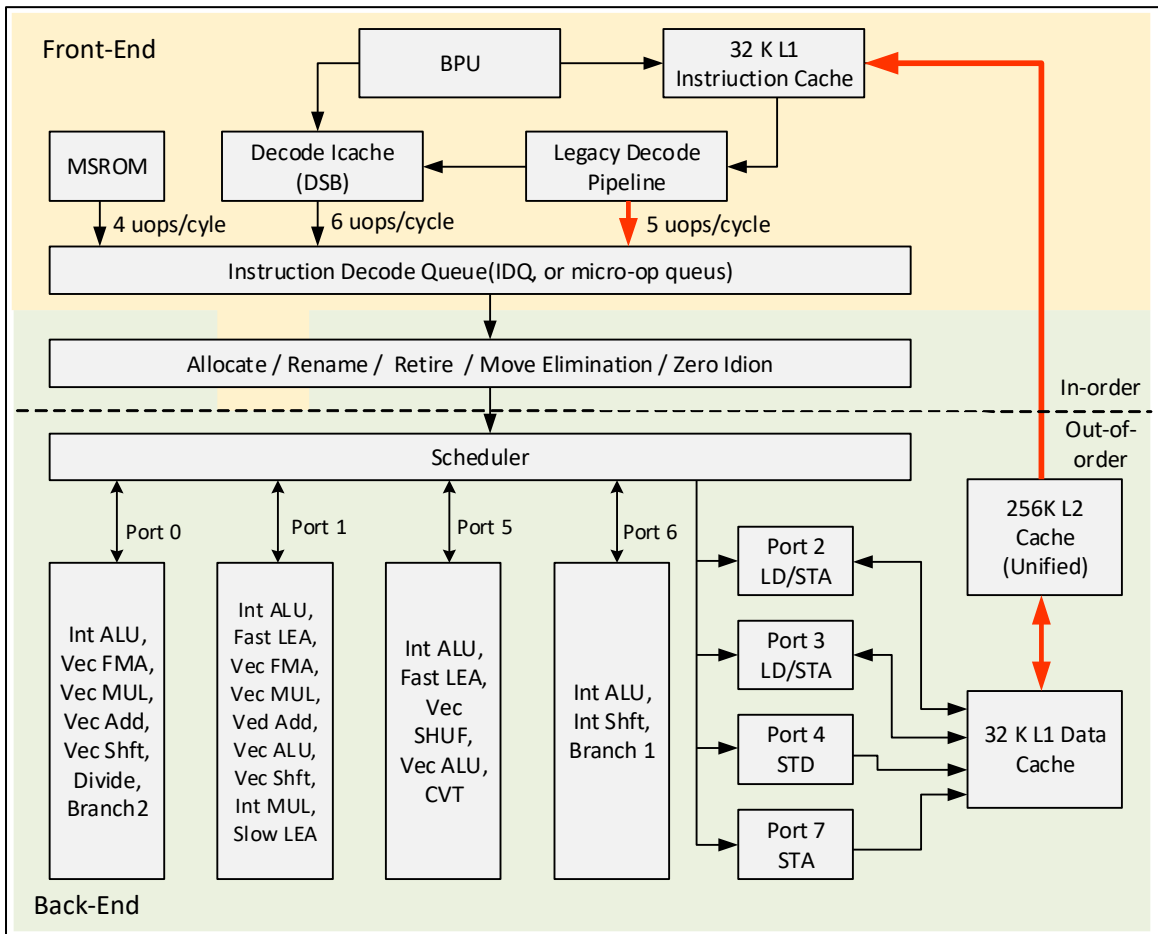 Front-End
BPU
32 K L1
Instriuction Cache
MSROM
Decode Icache
(DSB)
Legacy Decode
Pipeline
4 uops/cyle
6 uops/cycle
5 uops/cycle
Instruction Decode Queue(IDQ, or micro-op queus)
Allocate / Rename / Retire / Move Elimination / Zero Idion
In-order
Out-of-
order
Scheduler
Port 0
Port 1
Port 5
Port 6
Int ALU,
Vec FMA,
Vec MUL,
Vec Add,
Vec Shft,
Divide,
Branch2
Int ALU,
Fast LEA,
Vec FMA,
Vec MUL,
Ved Add,
Vec ALU,
Vec Shft,
Int MUL,
Slow LEA
Int ALU,
Fast LEA,
Vec
SHUF,
Vec ALU,
CVT
Int ALU,
Int Shft,
Branch 1
Port 2
LD/STA
Port 3
LD/STA
Port 4
STD
Port 7
STA
256K L2
Cache
(Unified)
32 K L1 Data
Cache
Back-End